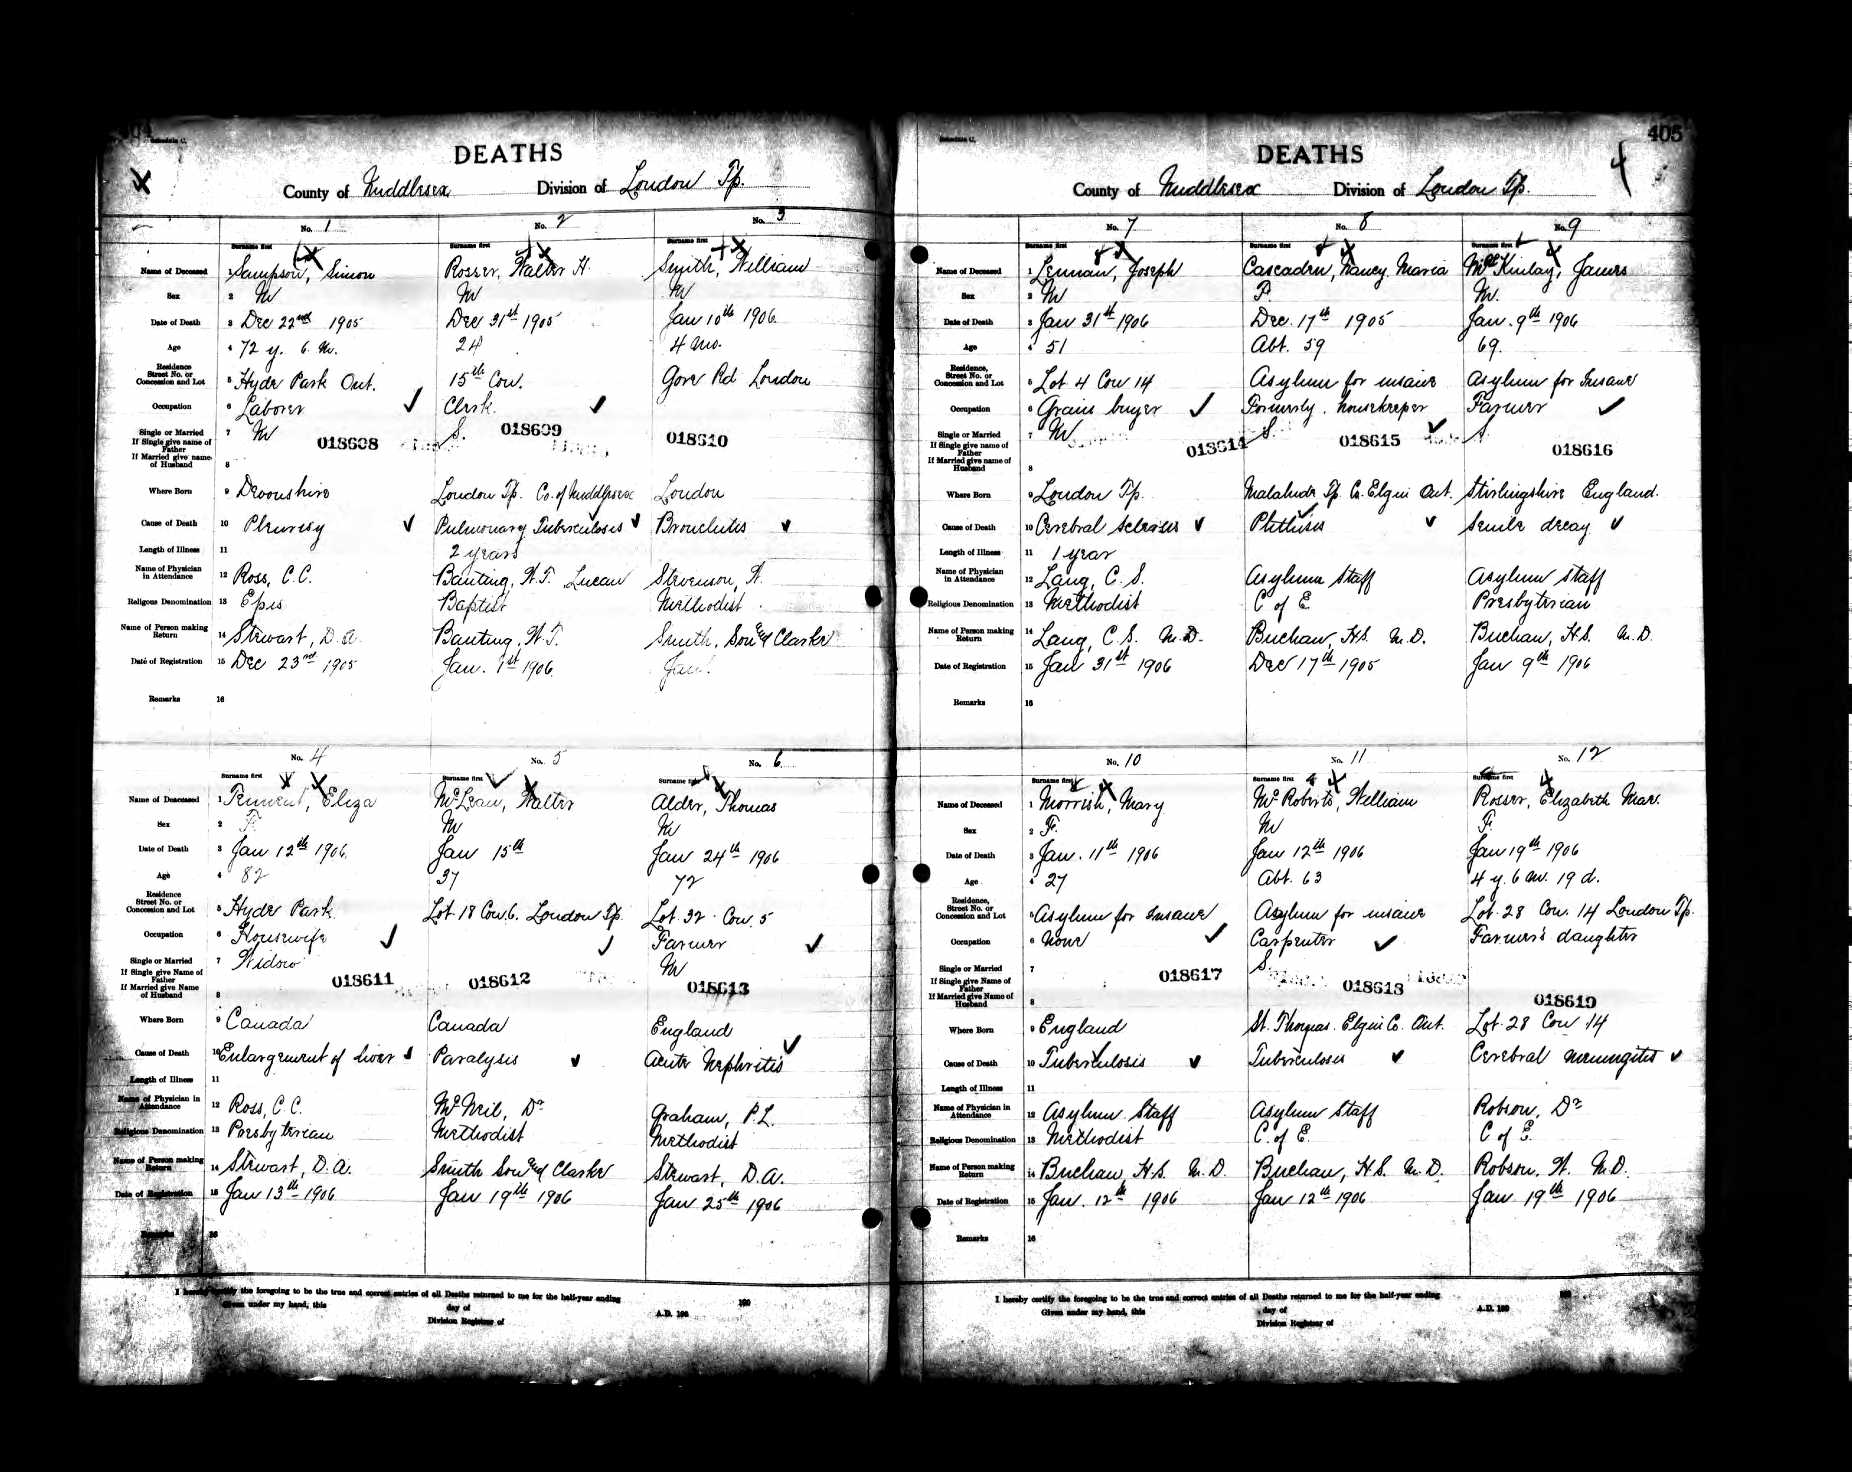 404
Schedule C.
DEATHS
County of Middlesex Division of London Tp.
No. 1 No. 2 No. 3
Surname first Surname first Surname first
Name of Deceased 1 Sampson, Simon Rosser, Walter H. Smith, William
Sex 2 M M M
Date of Death 3 Dec 22nd 1905 Dec 31st 1905 Jan 10th 1906
Age 4 72 y. 6 m. 24 4 mo.
Residence Street No. or Concession and Lot 5 Hyde Park Ont. 15th Con. Gore Rd London
Occupation 6 Laborer Clerk
Single or Married 7 M S.
If Single give name of Father
If Married give name of Husband 8
018608 018609 018610
Where Born 9 Devonshire London Tp. Co. of Middlesex London
Cause of Death 10 Pleurisy Pulmonary Tuberculosis Bronchitis
Length of Illness 11 2 years
Name of Physician in Attendance 12 Ross, C.C. Banting, W.T. Lucan Stevenson, W.
Religious Denomination 13 Epis Baptist Methodist
Name of Person making Return 14 Stewart, D.A. Banting, W.T. Smith, Son and Clarke
Date of Registration 15 Dec 23rd 1905 Jan. 1st 1906 Jan.
Remarks 16
No. 4 No. 5 No. 6
Surname first Surname first Surname first
Name of Deceased 1 Tennent, Eliza McLean, Walter Alder, Thomas
Sex 2 F. M M
Date of Death 3 Jan 12th 1906 Jan 15th Jan 24th 1906
Age 4 82 37 72
Residence Street No. or Concession and Lot 5 Hyde Park Lot 18 Con 6. London Tp. Lot 32 Con. 5
Occupation 6 Housewife Farmer
Single or Married 7 Widow M
If Single give Name of Father
If Married give Name of Husband 8
018611 018612 018613
Where Born 9 Canada Canada England
Cause of Death 10 Enlargement of liver Paralysis Acute Nephritis
Length of Illness 11
Name of Physician in Attendance 12 Ross, C.C. McNeil, Dr Graham, P.L.
Religious Denomination 13 Presbyterian Methodist Methodist
Name of Person making Return 14 Stewart, D.A. Smith Son and Clarke Stewart, D.A.
Date of Registration 15 Jan 13th 1906 Jan 19th 1906 Jan 25th 1906
Remarks 16
I hereby certify the foregoing to be the true and correct entries of all Deaths returned to me for the half-year ending 190
Given under my hand, this day of A.D. 190
Division Registrar of
405
Schedule C.
4
DEATHS
County of Middlesex Division of London Tp.
No. 7 No. 8 No. 9
Surname first Surname first Surname first
Name of Deceased 1 Lennan, Joseph Cascaden, Nancy Maria McKinlay, James
Sex 2 M F. M.
Date of Death 3 Jan 31st 1906 Dec. 17th 1905 Jan. 9th 1906
Age 4 51 Abt. 59 69.
Residence, Street No. or Concession and Lot 5 Lot 4 Con 14 Asylum for insane Asylum for Insane
Occupation 6 Grain buyer Formerly housekeeper Farmer
Single or Married 7 M S. S.
If Single give name of Father
If Married give name of Husband 8
018614 018615 018616
Where Born 9 London Tp. Malahide Tp. Co. Elgin Ont. Stirlingshire England.
Cause of Death 10 Cerebral sclerosis Phthisis Senile decay
Length of Illness 11 1 year
Name of Physician in Attendance 12 Lang, C.S. Asylum Staff Asylum Staff
Religious Denomination 13 Methodist C of E. Presbyterian
Name of Person making Return 14 Lang, C.S. M.D. Buchan, H.S. M.D. Buchan, H.S. M.D.
Date of Registration 15 Jan 31st 1906 Dec 17th 1905 Jan 9th 1906
Remarks 16
No. 10 No. 11 No. 12
Surname first Surname first Surname first
Name of Deceased 1 Morrish, Mary McRoberts, William Rosser, Elizabeth Mar.
Sex 2 F. M F.
Date of Death 3 Jan. 11th 1906 Jan 12th 1906 Jan 19th 1906
Age 4 27 Abt. 63 4 y. 6 m. 19 d.
Residence, Street No. or Concession and Lot 5 Asylum for Insane Asylum for insane Lot 28 Con. 14 London Tp.
Occupation 6 None Carpenter Farmer's daughter
Single or Married 7 S.
If Single give Name of Father
If Married give Name of Husband 8
018617 018618 018619
Where Born 9 England St. Thomas. Elgin Co. Ont. Lot 28 Con 14
Cause of Death 10 Tuberculosis Tuberculosis Cerebral meningitis
Length of Illness 11
Name of Physician in Attendance 12 Asylum Staff Asylum Staff Robson, Dr
Religious Denomination 13 Methodist C. of E. C of E.
Name of Person making Return 14 Buchan, H.S. M.D. Buchan, H.S. M.D. Robson, W. M.D.
Date of Registration 15 Jan. 12th 1906 Jan 12th 1906 Jan 19th 1906
Remarks 16
I hereby certify the foregoing to be the true and correct entries of all Deaths returned to me for the half-year ending 190
Given under my hand, this day of A.D. 190
Division Registrar of